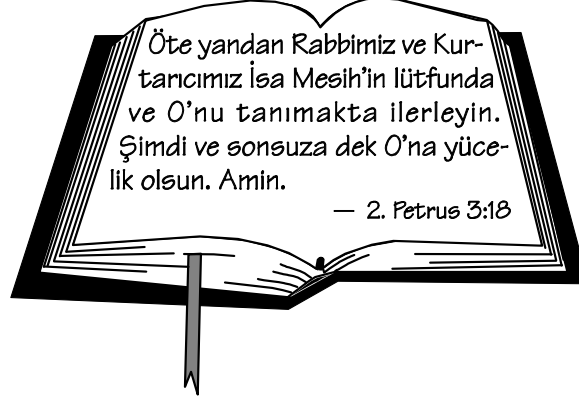 Öte yandan Rabbimiz ve Kur-
tarıcımız İsa Mesih'in lütfunda
ve O'nu tanımakta ilerleyin.
Şimdi ve sonsuza dek O'na yüce-
lik olsun. Amin.
— 2. Petrus 3:18